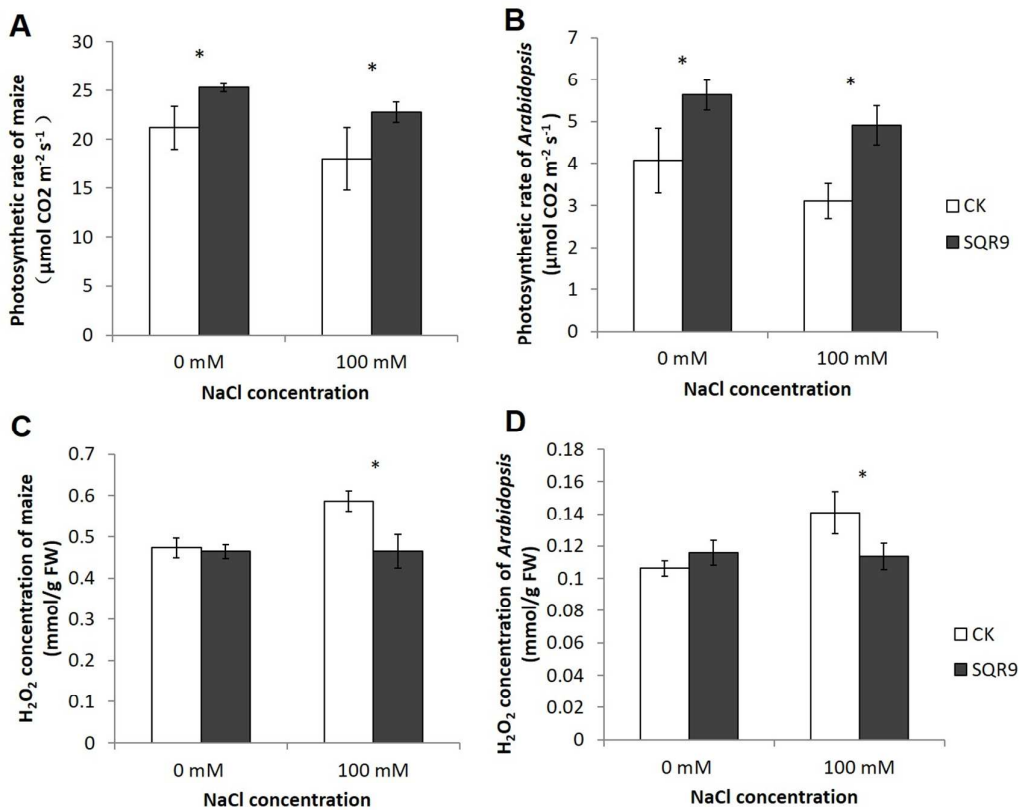 A
Photosynthetic rate of maize
（μmol CO2 m-2 s-1 ）
30
25
20
15
10
5
0
*
*
0 mM
100 mM
NaCl concentration
B
Photosynthetic rate of Arabidopsis
(μmol CO2 m-2 s-1)
7
6
5
4
3
2
1
0
*
*
0 mM
100 mM
NaCl concentration
CK
SQR9
C
H2O2 concentration of maize
(mmol/g FW)
0.7
0.6
0.5
0.4
0.3
0.2
0.1
0
*
0 mM
100 mM
NaCl concentration
D
H2O2 concentration of Arabidopsis
(mmol/g FW)
0.18
0.16
0.14
0.12
0.1
0.08
0.06
0.04
0.02
0
*
0 mM
100 mM
NaCl concentration
CK
SQR9